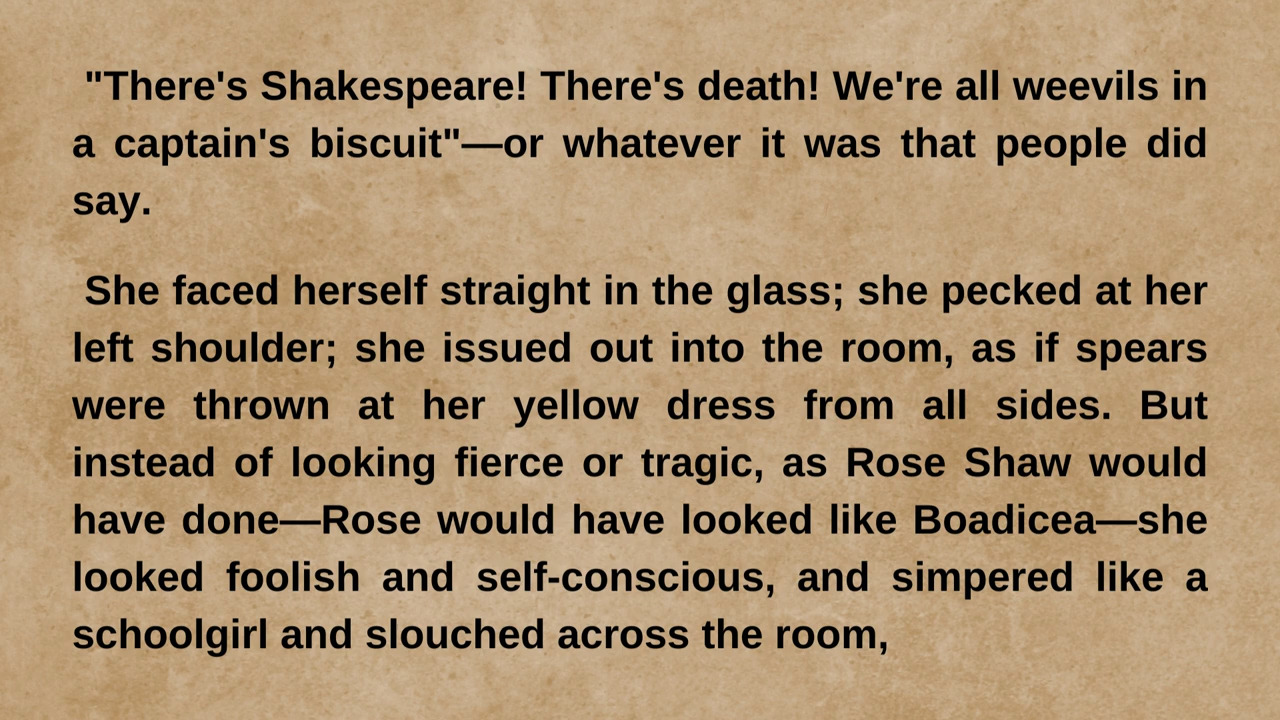 "There's Shakespeare! There's death! We're all weevils in
a captain's biscuit"—or whatever it was that people did
say.
She faced herself straight in the glass; she pecked at her
left shoulder; she issued out into the room, as if spears
were thrown at her yellow dress from all sides. But
instead of looking fierce or tragic, as Rose Shaw would
have done—Rose would have looked like Boadicea—she
looked foolish and self-conscious, and simpered like a
schoolgirl and slouched across the room,